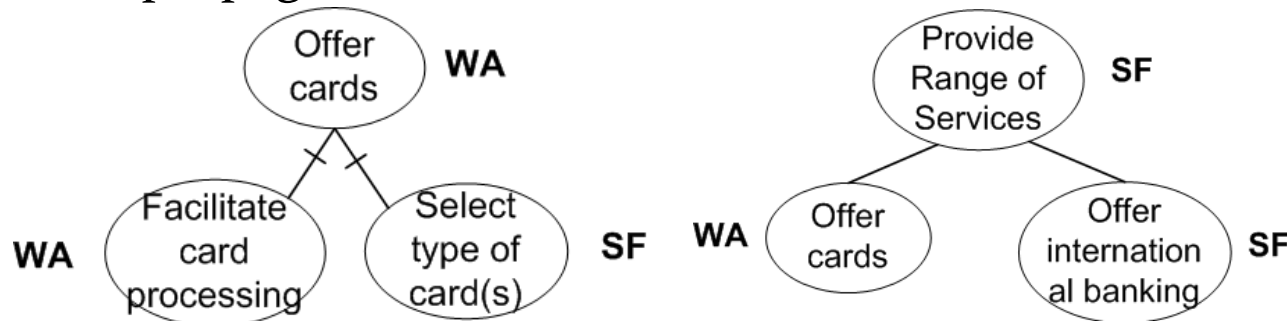 Offer
cards
WA
Facilitate
card
processing
WA
Select
type of
card(s)
SF
Provide
Range of
Services
SF
WA
Offer
cards
Offer
internation
al banking
SF